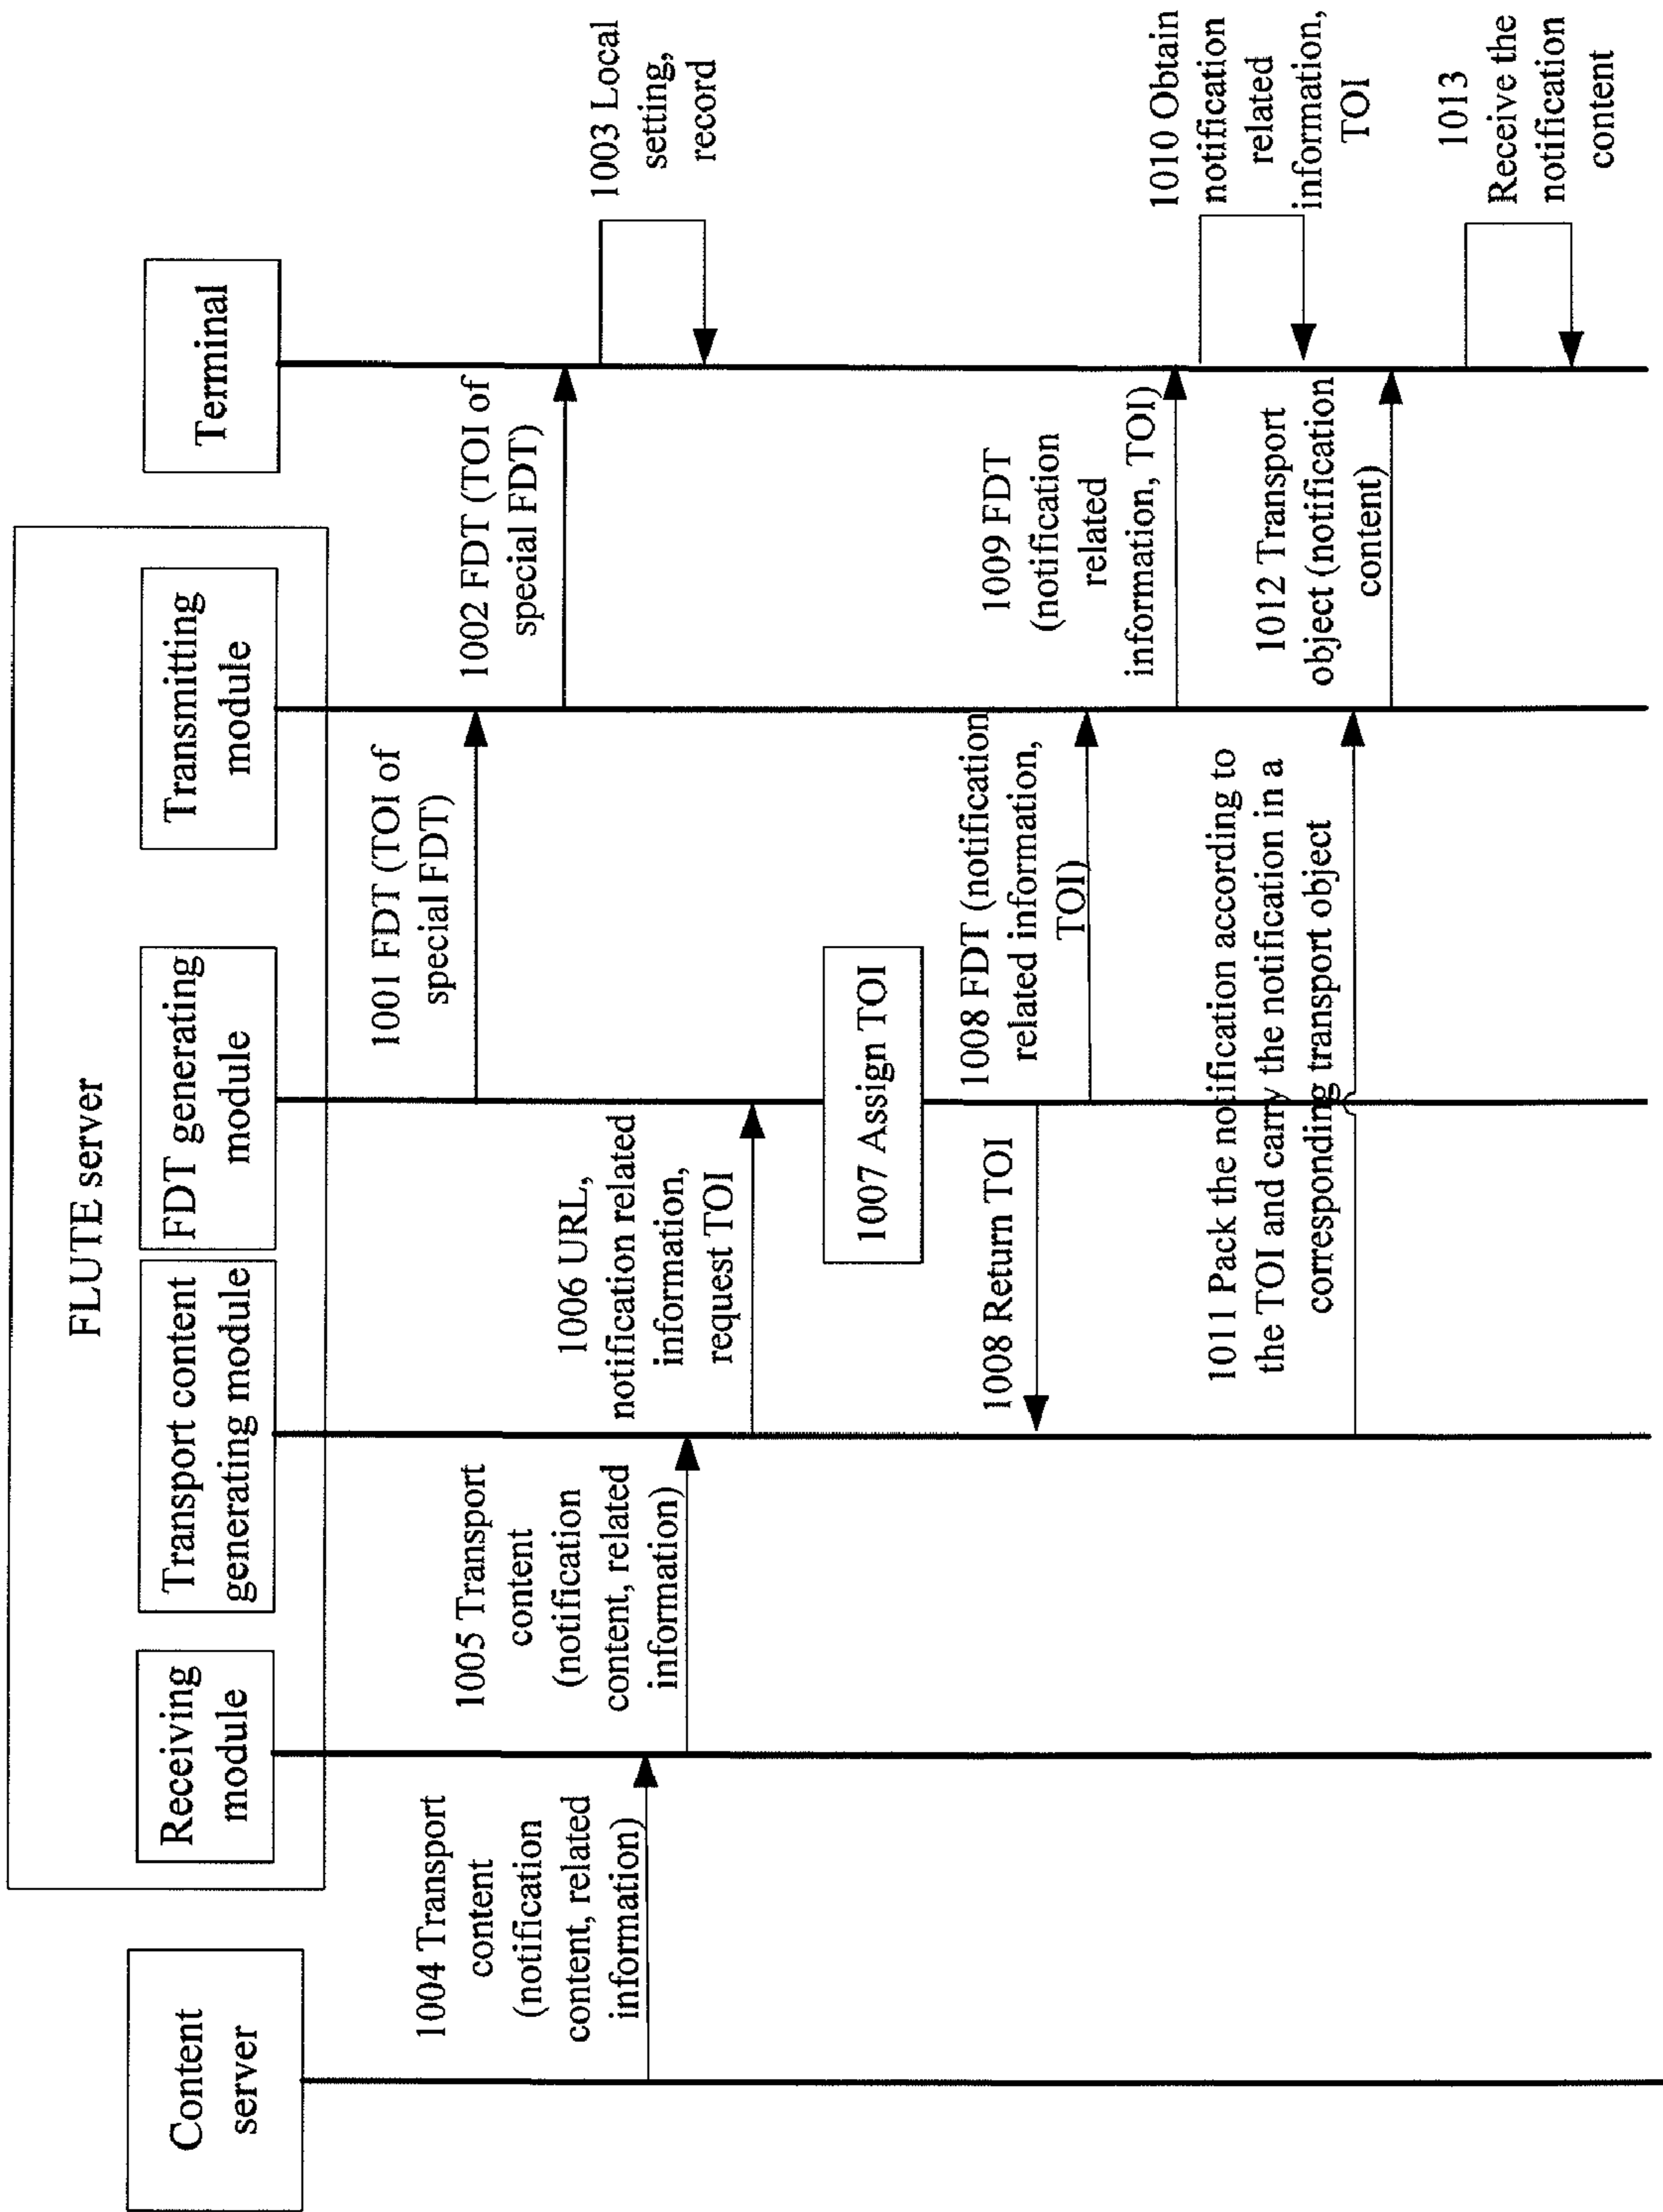 FLUTE server
Content
server
Receiving
module
Transport content
generating module
FDT generating
module
Transmitting
module
Terminal
1001 FDT (TOI of
special FDT)
1002 FDT (TOI of
special FDT)
1003 Local
setting,
record
1004 Transport
content
(notification
content, related
information)
1005 Transport
content
(notification
content, related
information)
1006 URL,
notification related
information,
request TOI
1007 Assign TOI
1008 Return TOI
1008 FDT (notification
related information,
TOI)
1009 FDT
(notification
related
information, TOI)
1010 Obtain
notification
related
information,
TOI
1011 Pack the notification according to
the TOI and carry the notification in a
corresponding transport object
1012 Transport
object (notification
content)
1013
Receive the
notification
content